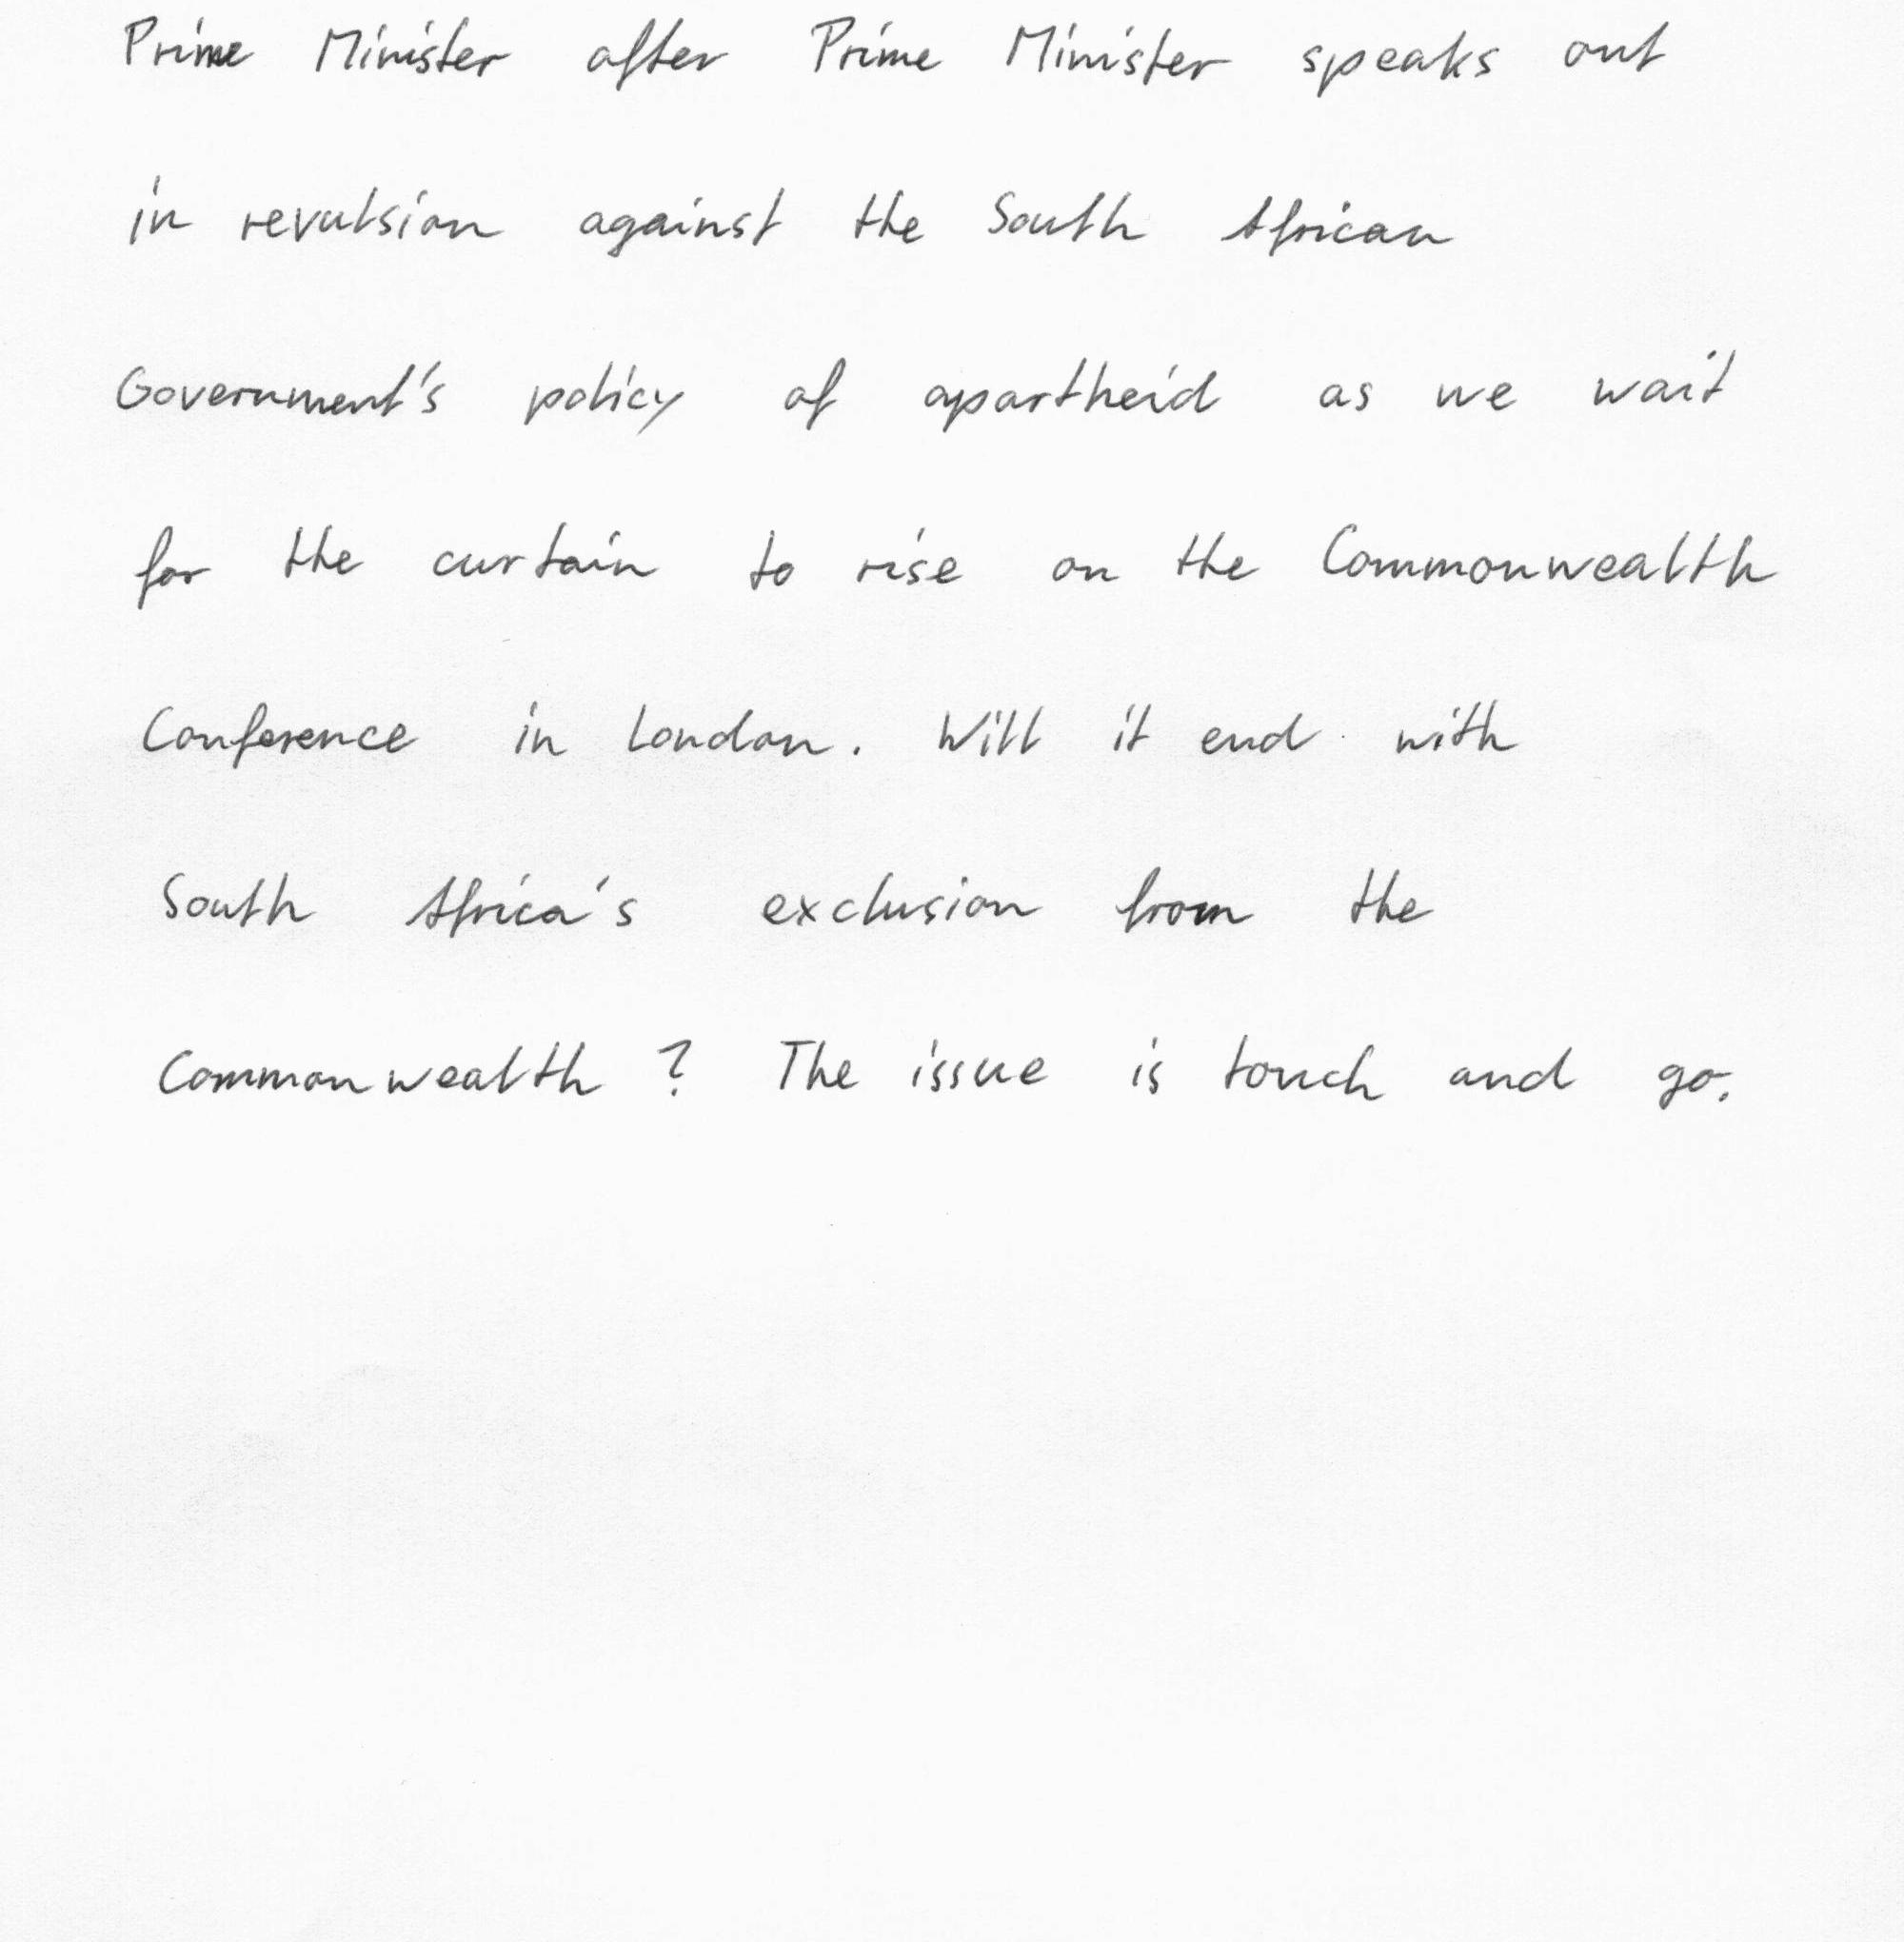 Prime Minister after Prime Minister speaks out
in revulsion against the South African
Government's policy of apartheid as we wait
for the curtain to rise on the Commonwealth
Conference in London. Will it end with
South Africa's exclusion from the
Commonwealth? The issue is touch and go.